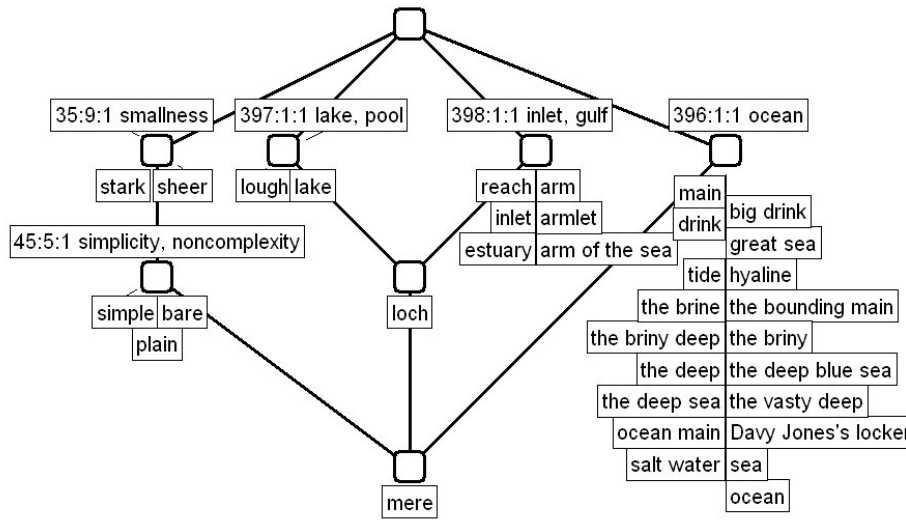 35:9:1 smallness
397:1:1 lake, pool
398:1:1 inlet, gulf
396:1:1 ocean
stark sheer
lough lake
reach arm
main
inlet armlet
big drink
drink
45:5:1 simplicity, noncomplexity
estuary arm of the sea
great sea
tide hyaline
simple bare
loch
the brine the bounding main
plain
the briny deep the briny
the deep the deep blue sea
the deep sea the vasty deep
ocean main Davy Jones's locker
salt water sea
mere
ocean